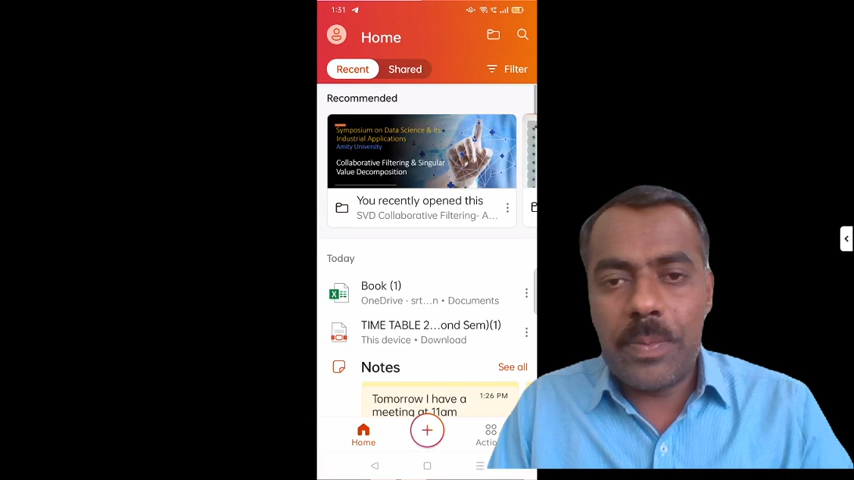 1:31
Home
Recent Shared Filter
Recommended
Symposium on Data Science & its
Industrial Applications
Amity University
Collaborative Filtering & Singular
Value Decomposition
You recently opened this
SVD Collaborative Filtering- A...
Today
Book (1)
OneDrive - srt...n • Documents
TIME TABLE 2...ond Sem)(1)
This device • Download
Notes See all
Tomorrow I have a 1:26 PM
meeting at 11am
Home